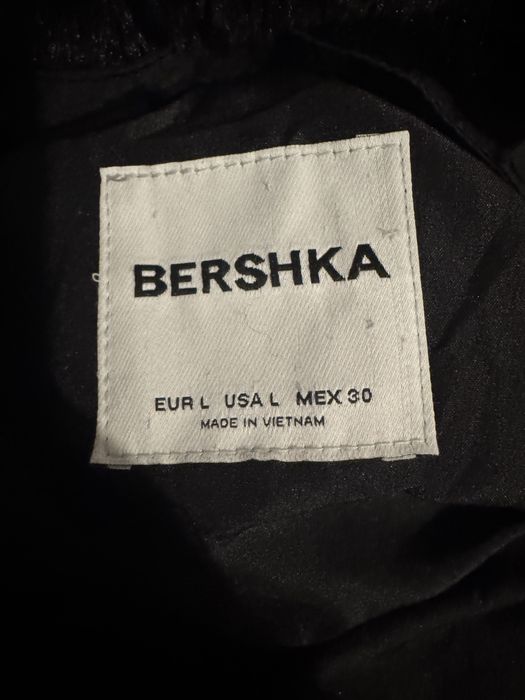 BERSHKA
EUR L USA L MEX 30
MADE IN VIETNAM